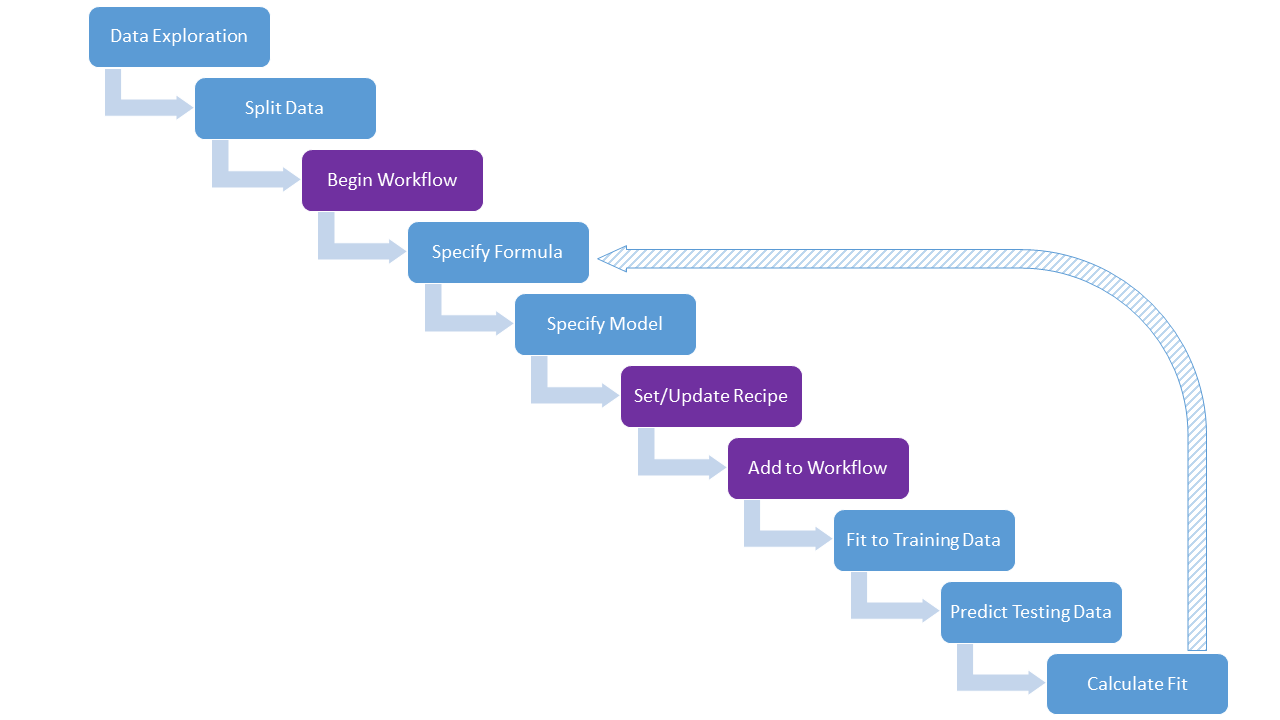 Data Exploration
Split Data
Begin Workflow
Specify Formula
Specify Model
Set/Update Recipe
Add to Workflow
Fit to Training Data
Predict Testing Data
Calculate Fit